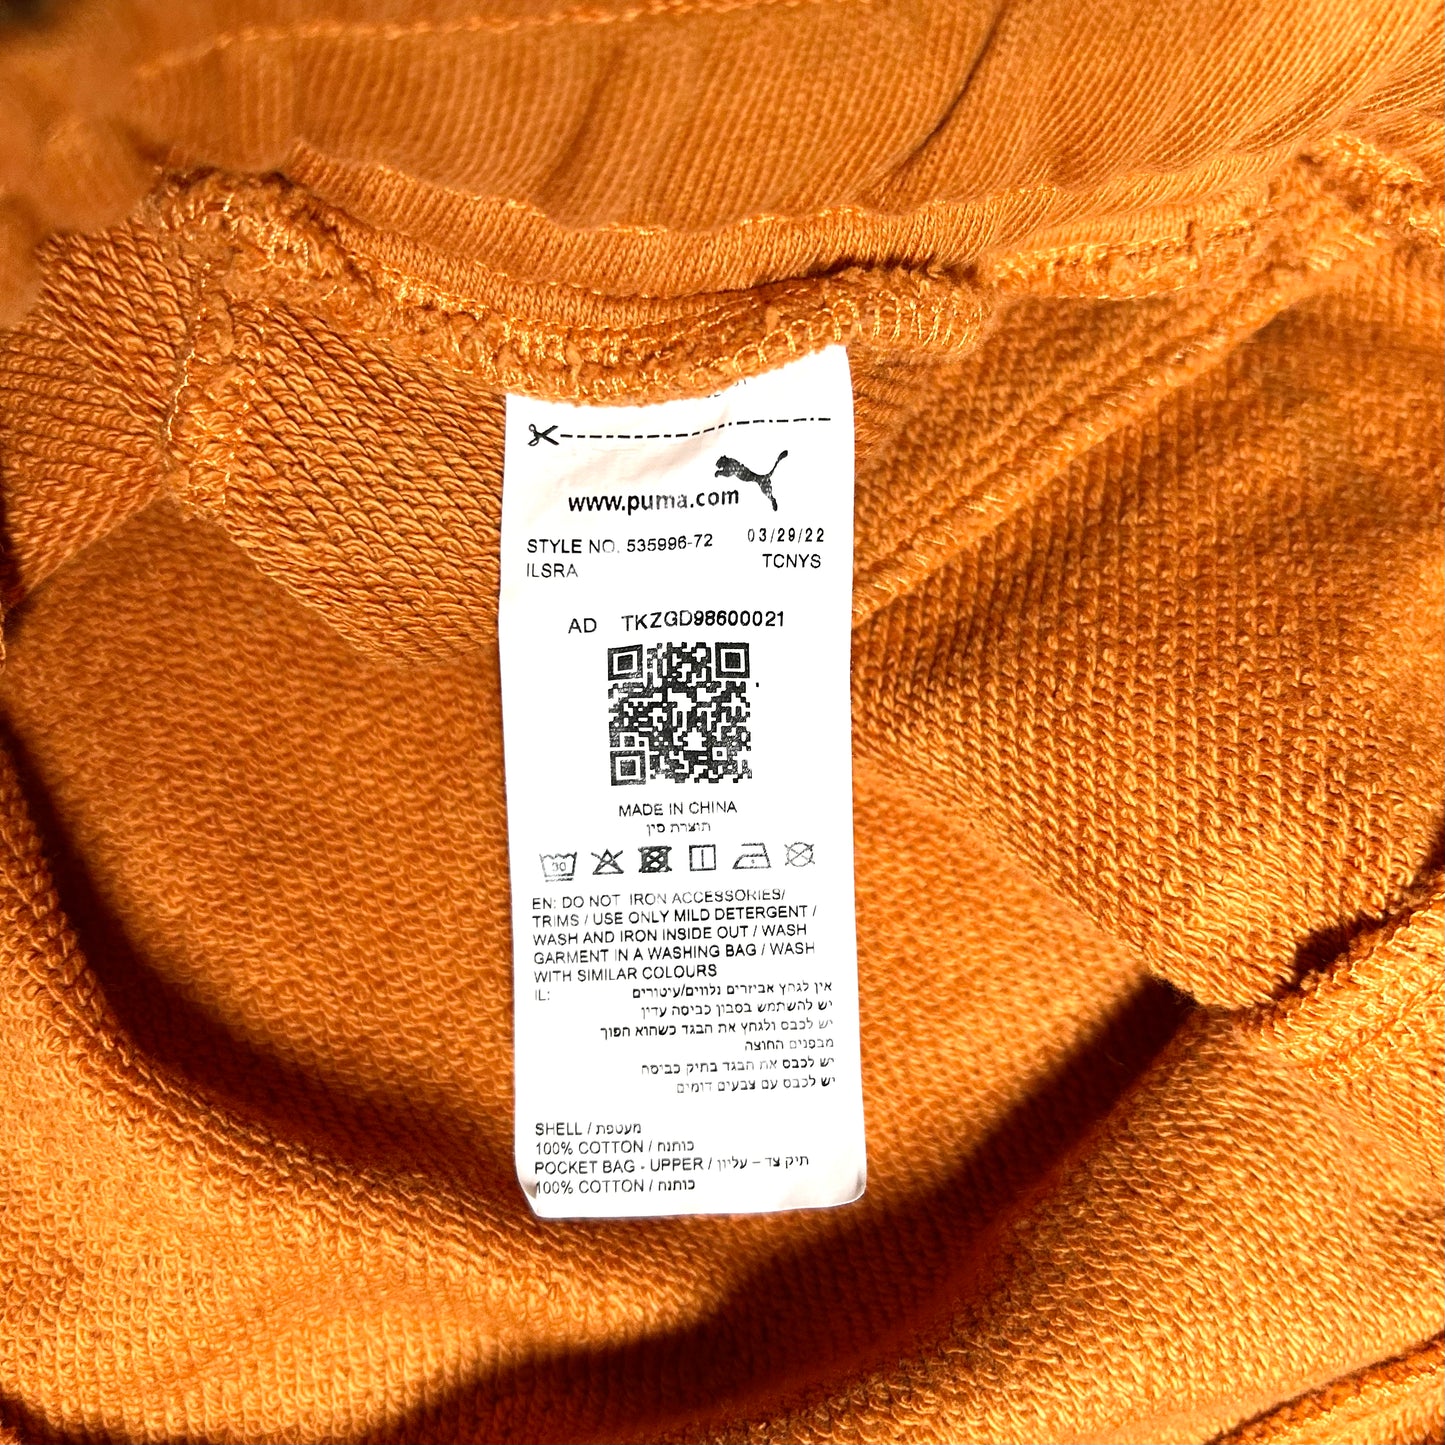 www.puma.com
STYLE NO. 535996-72 03/29/22
ILSRA TCNYS
AD TKZGD98600021
MADE IN CHINA
תוצרת סין
30
EN: DO NOT IRON ACCESSORIES/
TRIMS / USE ONLY MILD DETERGENT /
WASH AND IRON INSIDE OUT / WASH
GARMENT IN A WASHING BAG / WASH
WITH SIMILAR COLOURS
IL: אין לגהץ אביזרים נלווים/עיטורים
יש להשתמש בסבון כביסה עדין
יש לכבס ולגהץ את הבגד כשהוא הפוך
מבפנים החוצה
יש לכבס את הבגד בתיק כביסה
יש לכבס עם צבעים דומים
SHELL / מעטפת
100% COTTON / כותנה
POCKET BAG - UPPER / תיק צד – עליון
100% COTTON / כותנה